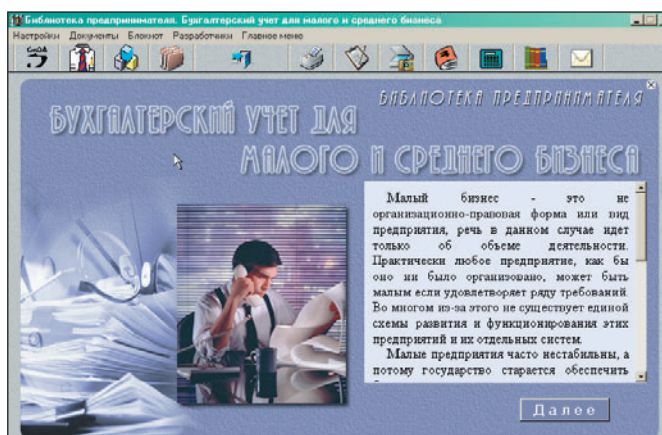 Библиотека предпринимателя. Бухгалтерский учет для малого и среднего бизнеса
Настройки Документы Блокнот Разработчики Главное меню
БИБЛИОТЕКА ПРЕДПРИНИМАТЕЛЯ
БУХГАЛТЕРСКИЙ УЧЕТ ДЛЯ
МАЛОГО И СРЕДНЕГО БИЗНЕСА
Малый бизнес - это не
организационно-правовая форма или вид
предприятия, речь в данном случае идет
только об объеме деятельности.
Практически любое предприятие, как бы
оно ни было организовано, может быть
малым если удовлетворяет ряду требований.
Во многом из-за этого не существует единой
схемы развития и функционирования этих
предприятий и их отдельных систем.
Малые предприятия часто нестабильны, а
потому государство старается обеспечить
Далее